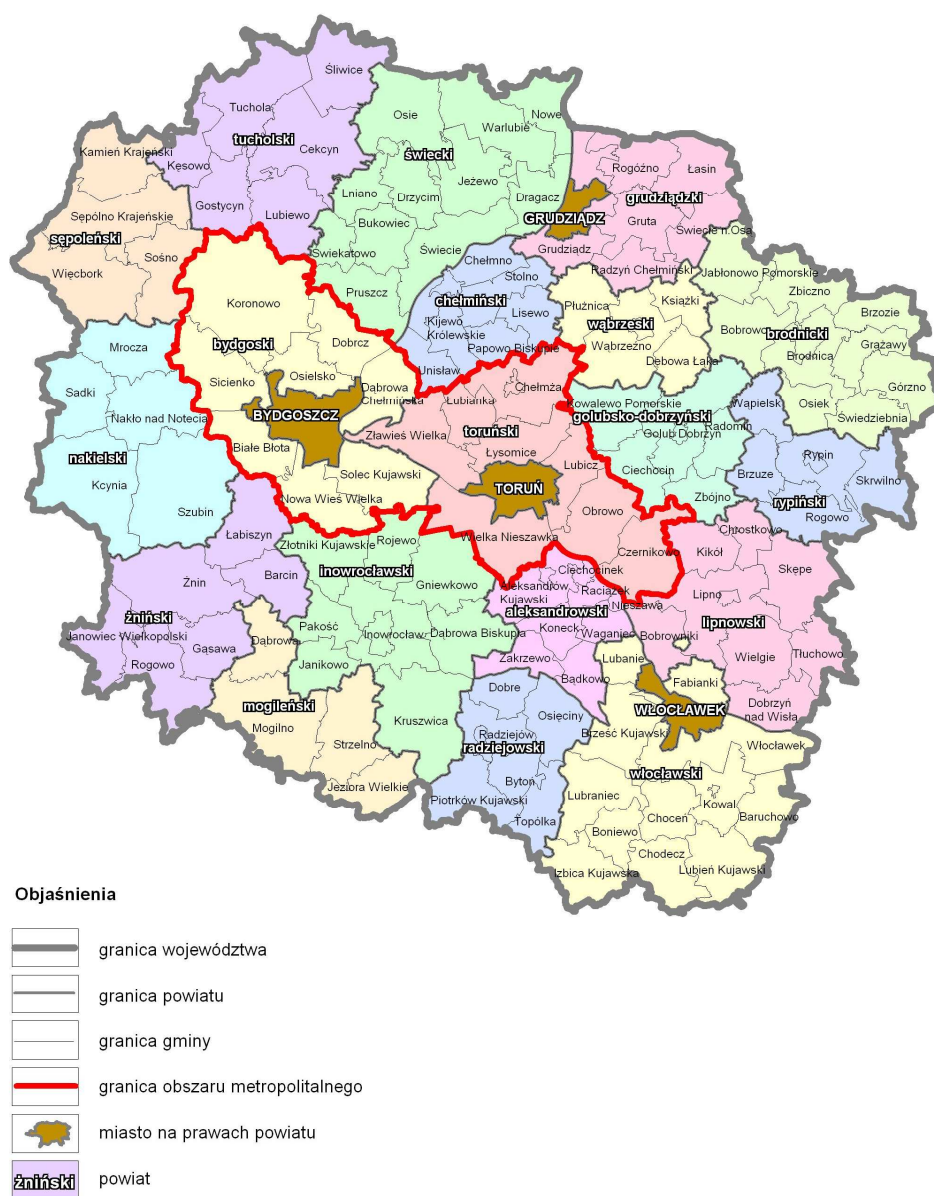 Śliwice
Tuchola
tucholski
Cekcyn
Kęsowo
Gostycyn
Lubiewo
Kamień Krajeński
Sępólno Krajeńskie
sępoleński
Sośno
Więcbork
Osie
Nowe
Warlubie
świecki
Jeżewo
Lniano
Drzycim
Dragacz
Bukowiec
Świecie
Świekatowo
Pruszcz
Rogóźno
Łasin
grudziądzki
GRUDZIĄDZ
Gruta
Świecie n.Osa
Grudziadz
Radzyń Chełmiński
Chełmno
Stolno
chełmiński
Lisewo
Kijewo
Królewskie
Papowo Biskupie
Unisław
Płużnica
Książki
wąbrzeski
Wąbrzeźno
Dębowa Łąka
Jabłonowo Pomorskie
Zbiczno
Brzozie
Bobrowo
brodnicki
Grążawy
Brodnica
Górzno
Osiek
Świedziebnia
Koronowo
bydgoski
Dobrcz
Sicienko
Osielsko
Dąbrowa
Chełmińska
BYDGOSZCZ
Białe Błota
Solec Kujawski
Nowa Wieś Wielka
Mrocza
Sadki
Nakło nad Notecia
nakielski
Kcynia
Szubin
Chełmża
Łubianka
toruński
Zławieś Wielka
Łysomice
Lubicz
TORUŃ
Obrowo
Wielka Nieszawka
Czernikowo
Kowalewo Pomorskie
golubsko-dobrzyński
Radomin
Golub Dobrzyn
Ciechocin
Zbójno
Wąpielsk
Rypin
Brzuze
Skrwilno
rypiński
Rogowo
Łabiszyn
Żnin
Barcin
żniński
Janowiec Wielkopolski
Gąsawa
Rogowo
Złotniki Kujawskie
Rojewo
inowrocławski
Gniewkowo
Pakość
Inowrocław
Dąbrowa Biskupia
Janikowo
Kruszwica
Dąbrowa
mogileński
Mogilno
Strzelno
Jeziora Wielkie
Ciechocinek
Aleksandrów
Kujawski
Raciążek
aleksandrowski
Nieszawa
Koneck
Waganiec
Zakrzewo
Bądkowo
Chrostkowo
Kikół
Skępe
Lipno
lipnowski
Bobrowniki
Wielgie
Tłuchowo
Dobrzyń
nad Wisłą
Dobre
Osięciny
Radziejów
radziejowski
Bytoń
Piotrków Kujawski
Topólka
Lubanie
Fabianki
WŁOCŁAWEK
Brześć Kujawski
Włocławek
włocławski
Lubraniec
Kowal
Choceń
Baruchowo
Boniewo
Chodecz
Lubień Kujawski
Izbica Kujawska
Objaśnienia
granica województwa
granica powiatu
granica gminy
granica obszaru metropolitalnego
miasto na prawach powiatu
żniński
powiat